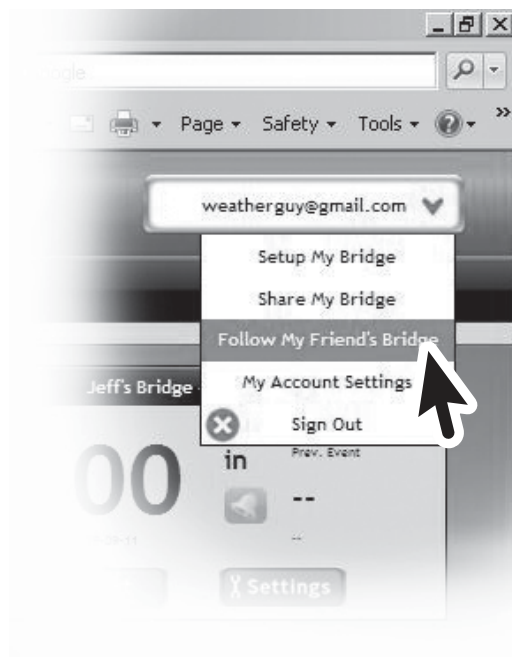 Page Safety Tools
weatherguy@gmail.com
Setup My Bridge
Share My Bridge
Follow My Friend's Bridge
Jeff's Bridge -
My Account Settings
Sign Out
00
in
Prev. Event
--
--
Settings